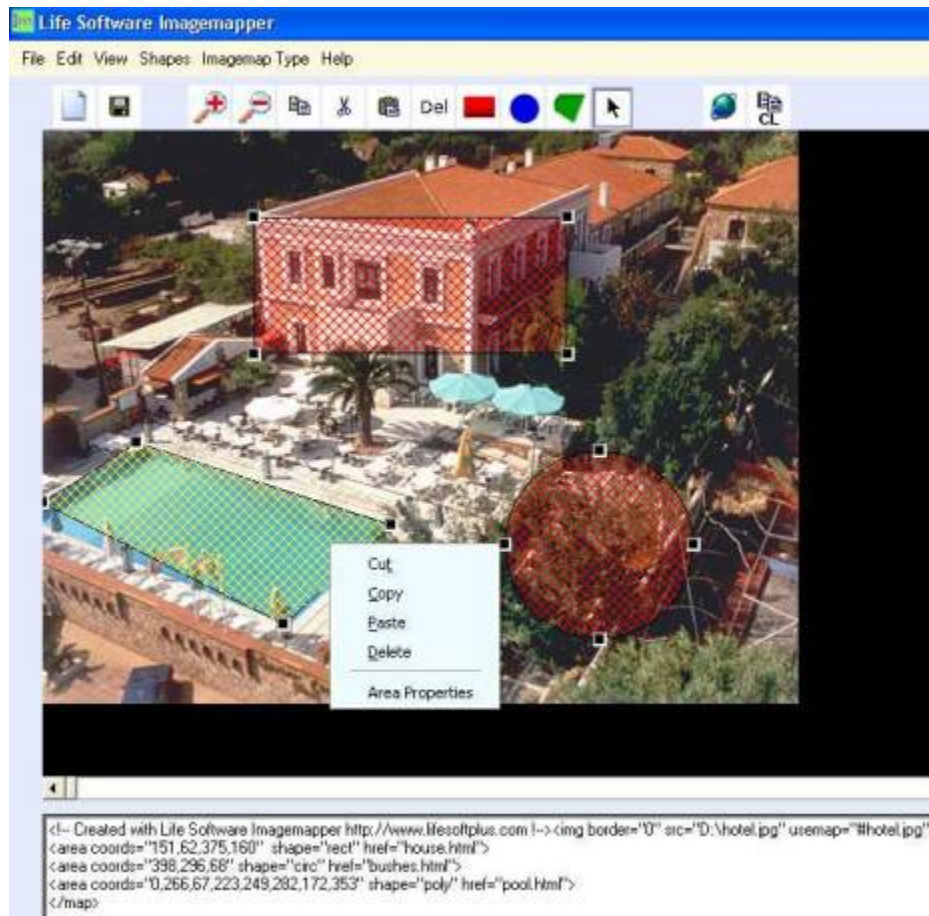 Life Software Imagemapper
File Edit View Shapes Imagemap Type Help
Del
CL
Cut
Copy
Paste
Delete
Area Properties
<!-- Created with Life Software Imagemapper http://www.lifesoftplus.com !--><img border="0" src="D:\hotel.jpg" usemap="#hotel.jpg"
<area coords="151,62,375,160" shape="rect" href="house.html">
<area coords="398,296,68" shape="circ" href="bushes.html">
<area coords="0,266,67,223,249,282,172,353" shape="poly" href="pool.html">
</map>